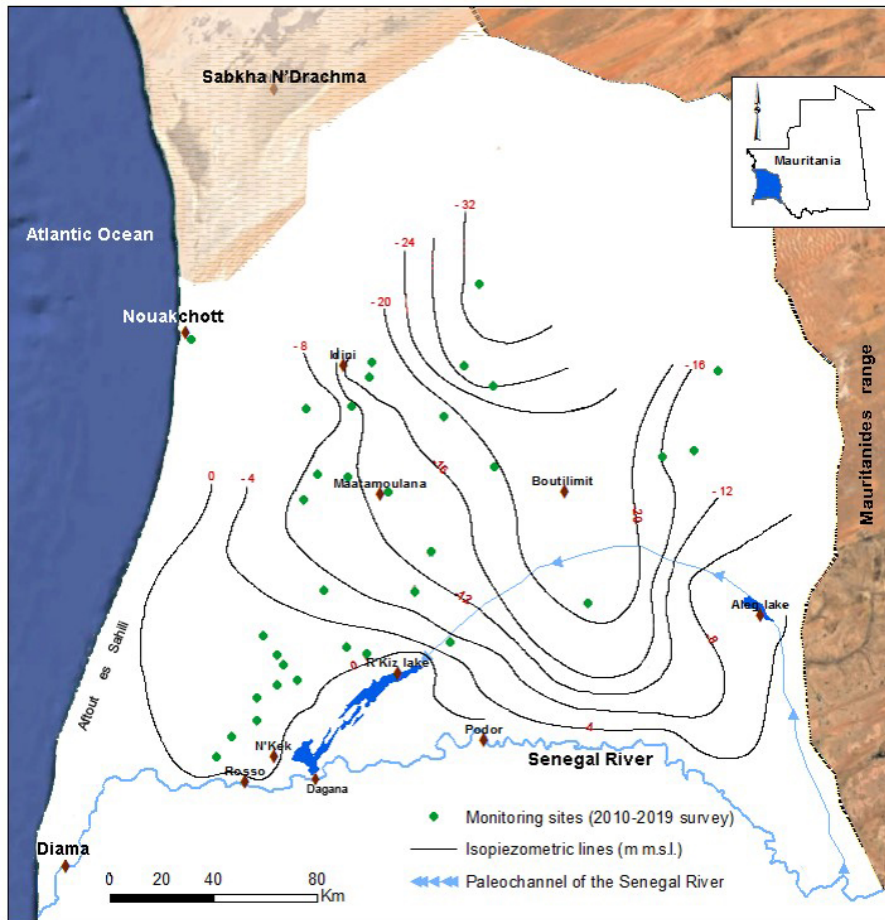 Sabkha N'Drachma
Mauritania
Atlantic Ocean
- 32
- 24
- 20
Nouakchott
- 8
Idini
- 16
Mauritanides range
-16
0
- 4
Maatamoulana
Boutilimit
- 12
-20
-12
Aleg lake
-8
Aftout es Sahili
0
R'Kiz lake
-4
Podor
N'Kek
Senegal River
Rosso
Dagana
Monitoring sites (2010-2019 survey)
Isopiezometric lines (m m.s.l.)
Diama
Paleochannel of the Senegal River
0 20 40 80
Km